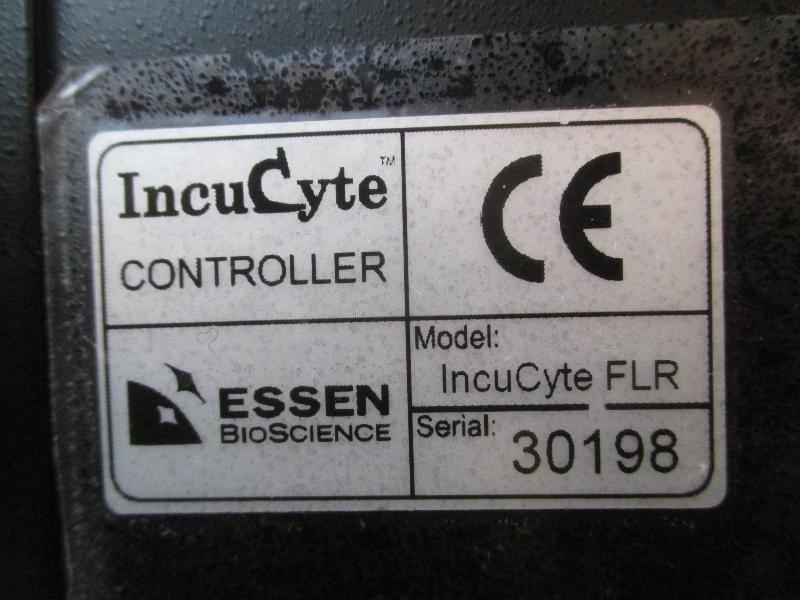 IncuCyte™
CONTROLLER
CE
ESSEN
BIOSCIENCE
Model:
IncuCyte FLR
Serial:
30198